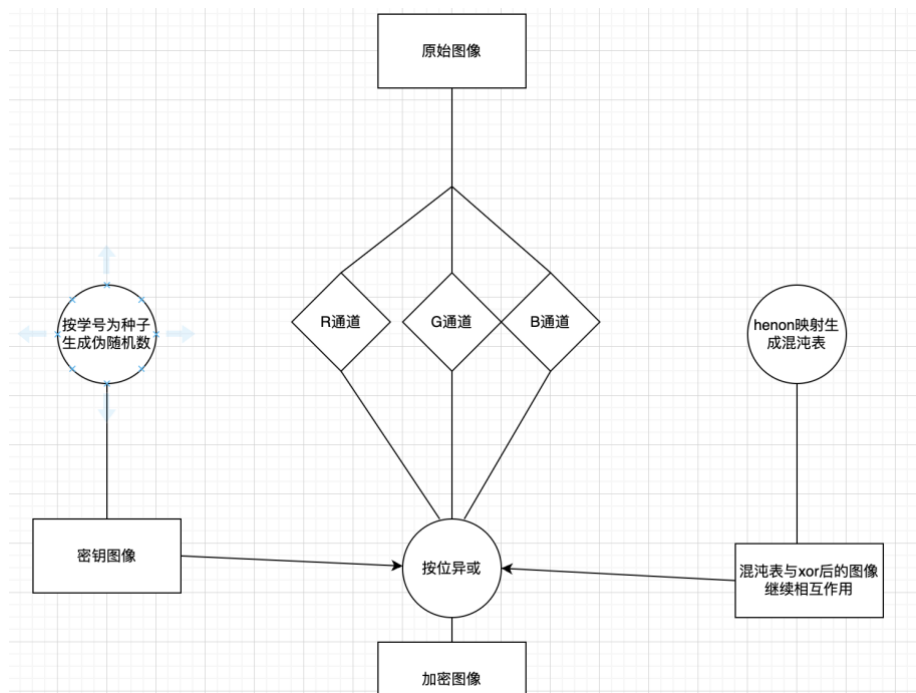 原始图像
按学号为种子
生成伪随机数
R通道
G通道
B通道
henon映射生
成混沌表
密钥图像
按位异或
混沌表与xor后的图像
继续相互作用
加密图像